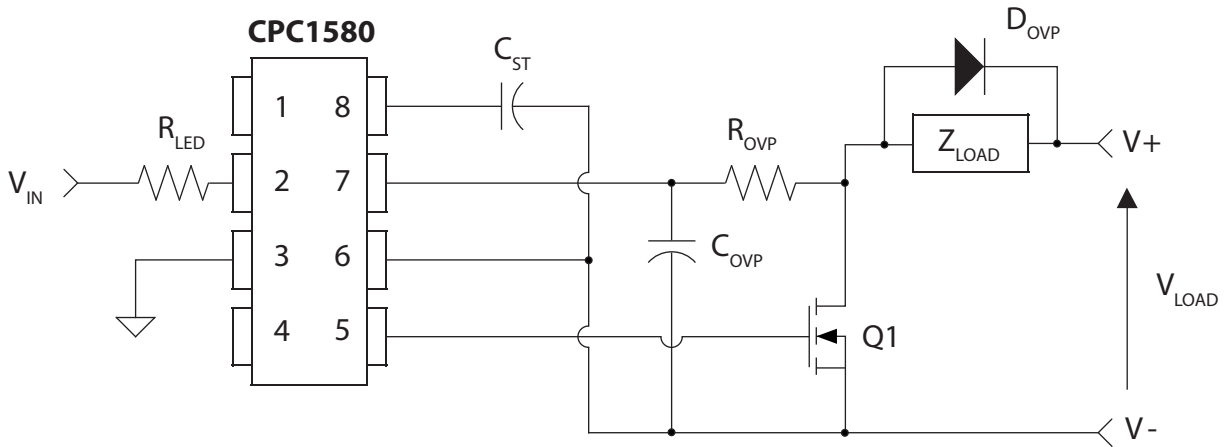 CPC1580
D_OVP
C_ST
1 8
R_LED
R_OVP
Z_LOAD
V+
V_IN
2 7
3 6
C_OVP
V_LOAD
4 5
Q1
V-